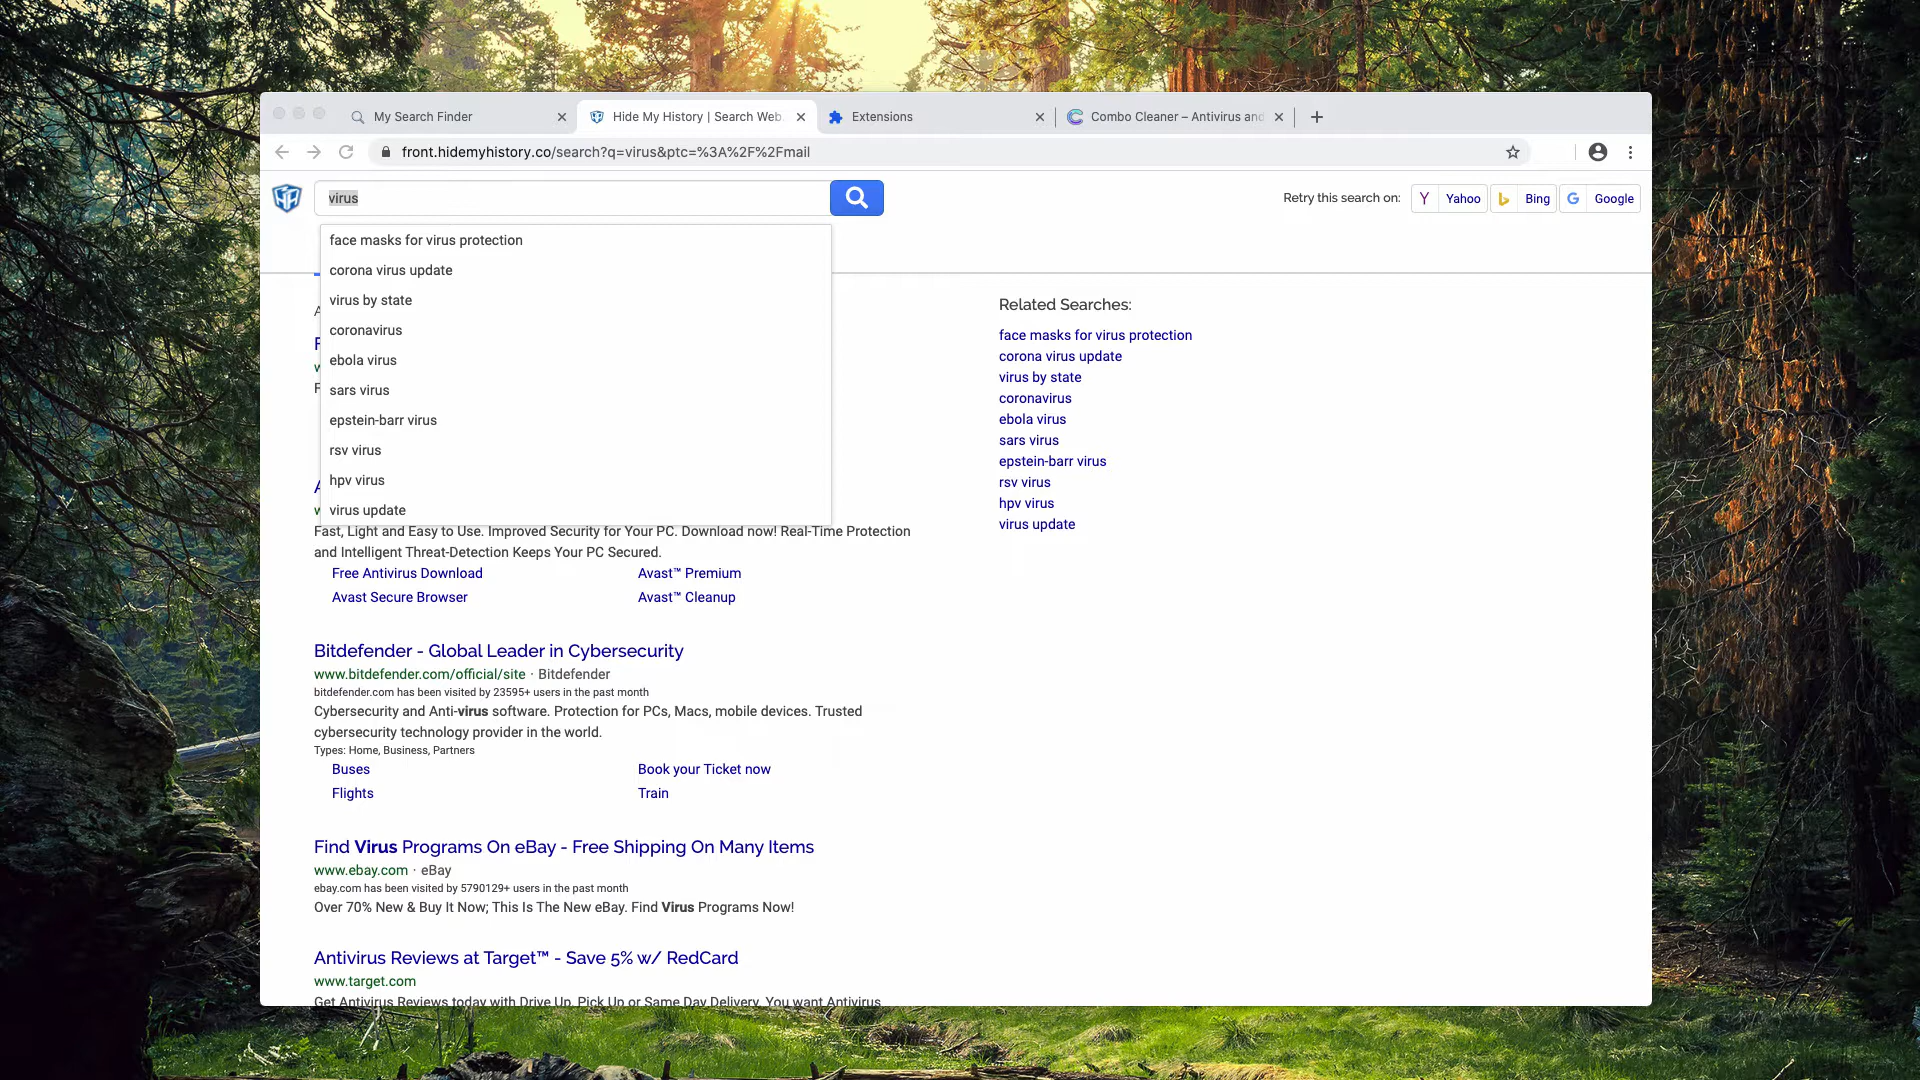 My Search Finder
Hide My History | Search Web
Extensions
Combo Cleaner – Antivirus and
front.hidemyhistory.co/search?q=virus&ptc=%3A%2F%2Fmail
virus
Retry this search on:
Yahoo
Bing
Google
face masks for virus protection
corona virus update
virus by state
coronavirus
ebola virus
sars virus
epstein-barr virus
rsv virus
hpv virus
virus update
Related Searches:
face masks for virus protection
corona virus update
virus by state
coronavirus
ebola virus
sars virus
epstein-barr virus
rsv virus
hpv virus
virus update
Fast, Light and Easy to Use. Improved Security for Your PC. Download now! Real-Time Protection
and Intelligent Threat-Detection Keeps Your PC Secured.
Free Antivirus Download
Avast™ Premium
Avast Secure Browser
Avast™ Cleanup
Bitdefender - Global Leader in Cybersecurity
www.bitdefender.com/official/site · Bitdefender
bitdefender.com has been visited by 23595+ users in the past month
Cybersecurity and Anti-virus software. Protection for PCs, Macs, mobile devices. Trusted
cybersecurity technology provider in the world.
Types: Home, Business, Partners
Buses
Book your Ticket now
Flights
Train
Find Virus Programs On eBay - Free Shipping On Many Items
www.ebay.com · eBay
ebay.com has been visited by 5790129+ users in the past month
Over 70% New & Buy It Now; This Is The New eBay. Find Virus Programs Now!
Antivirus Reviews at Target™ - Save 5% w/ RedCard
www.target.com
Get Antivirus Reviews today with Drive Up, Pick Up or Same Day Delivery. You want Antivirus